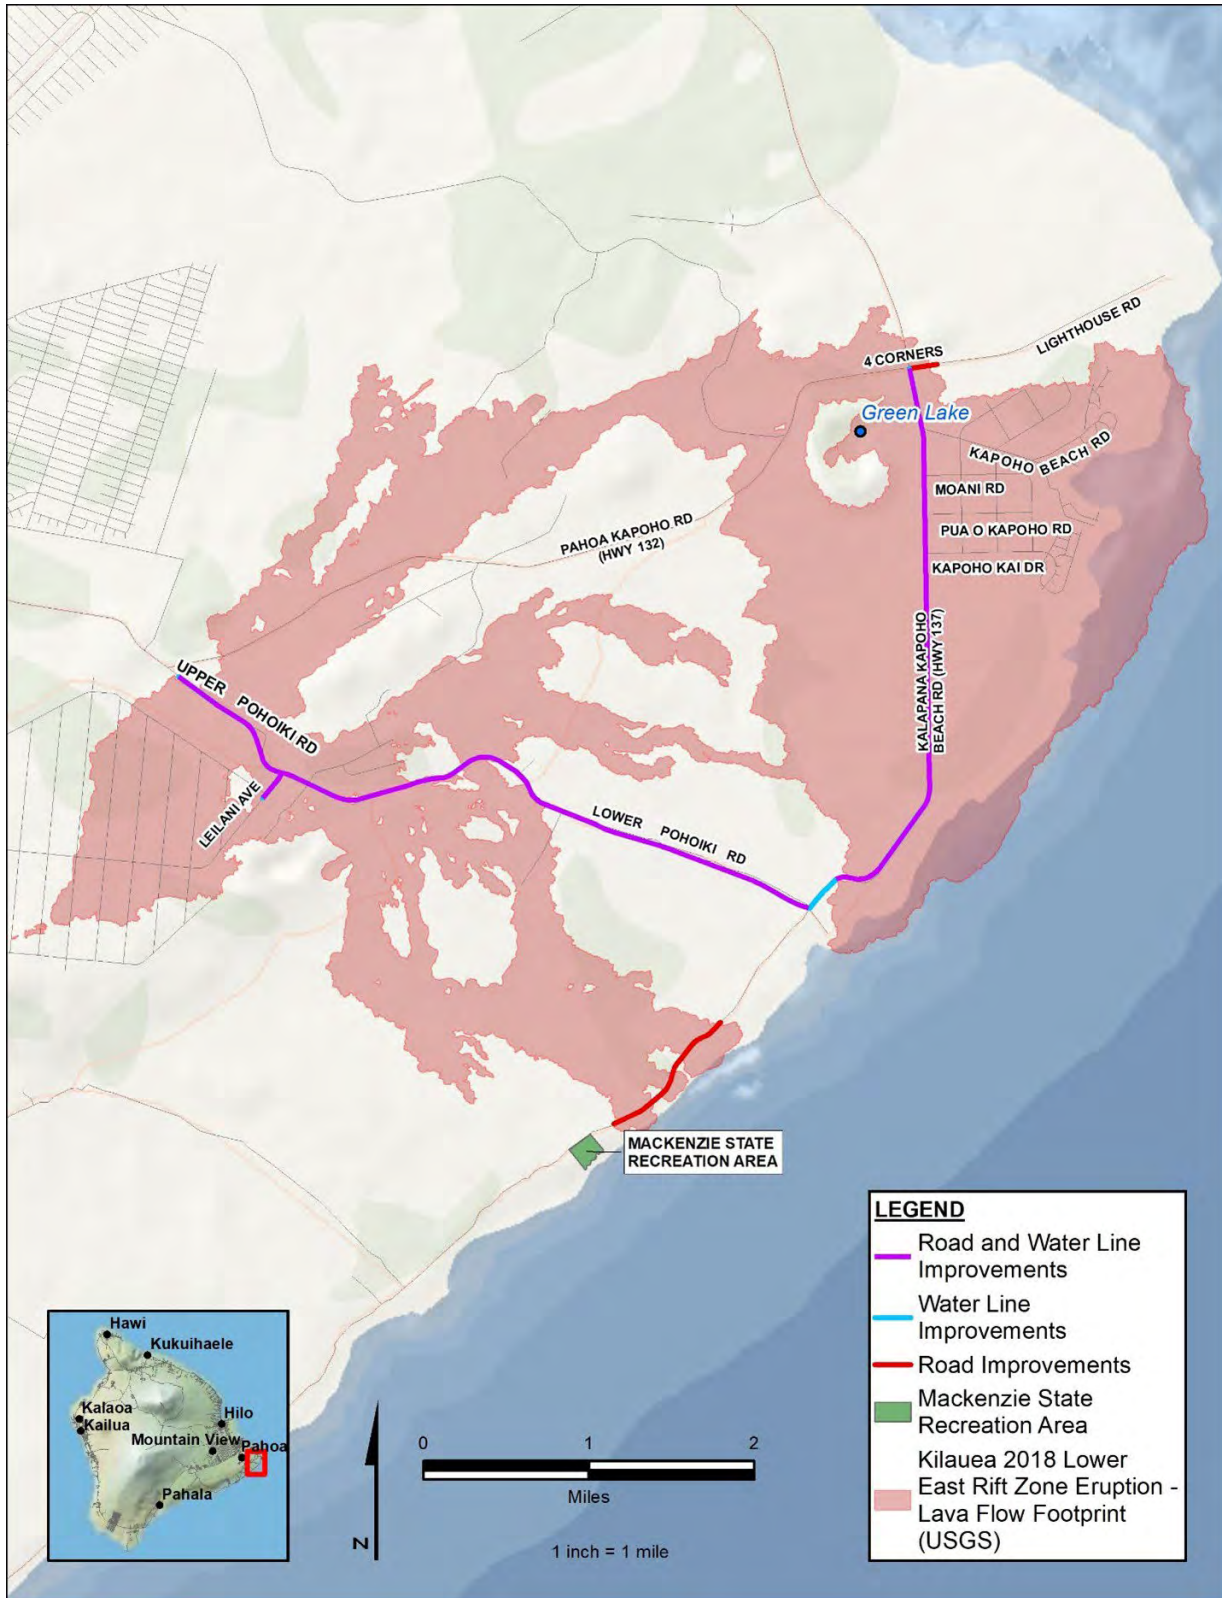 LIGHTHOUSE RD
4 CORNERS
Green Lake
KAPOHO BEACH RD
MOANI RD
PUA O KAPOHO RD
KAPOHO KAI DR
PAHOA KAPOHO RD
(HWY 132)
KALAPANA KAPOHO
BEACH RD (HWY 137)
UPPER POHOIKI RD
LEILANI AVE
LOWER POHOIKI RD
MACKENZIE STATE
RECREATION AREA
LEGEND
Road and Water Line
Improvements
Water Line
Improvements
Road Improvements
Mackenzie State
Recreation Area
Kilauea 2018 Lower
East Rift Zone Eruption -
Lava Flow Footprint
(USGS)
Hawi
Kukuihaele
Kalaoa
Kailua
Hilo
Mountain View
Pahoa
Pahala
N
0 1 2
Miles
1 inch = 1 mile